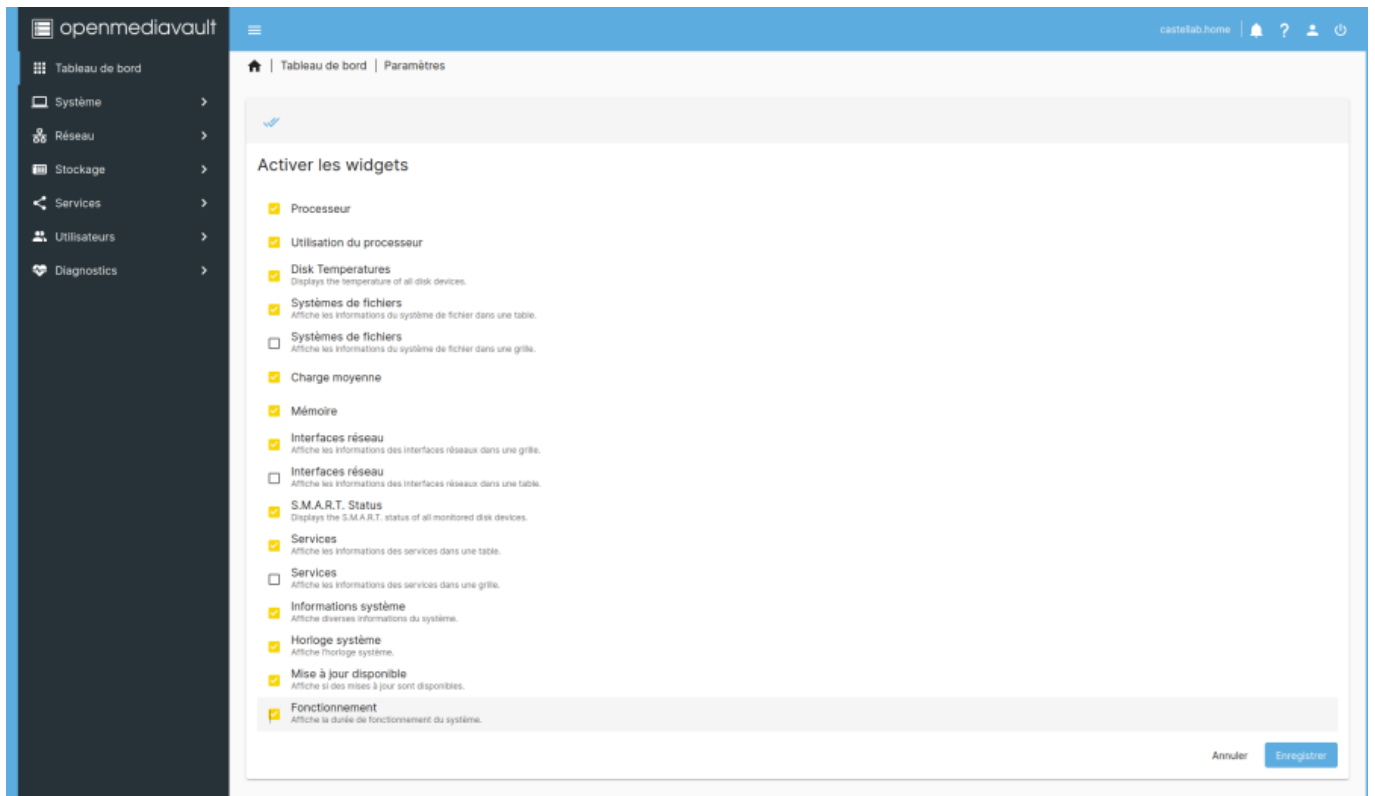 openmediavault
castellab.home
Tableau de bord
Tableau de bord | Paramètres
Système
Réseau
Stockage
Services
Utilisateurs
Diagnostics
Activer les widgets
Processeur
Utilisation du processeur
Disk Temperatures
Displays the temperature of all disk devices.
Systèmes de fichiers
Affiche les informations du système de fichier dans une table.
Systèmes de fichiers
Affiche les informations du système de fichier dans une grille.
Charge moyenne
Mémoire
Interfaces réseau
Affiche les informations des interfaces réseaux dans une grille.
Interfaces réseau
Affiche les informations des interfaces réseaux dans une table.
S.M.A.R.T. Status
Displays the S.M.A.R.T. status of all monitored disk devices.
Services
Affiche les informations des services dans une table.
Services
Affiche les informations des services dans une grille.
Informations système
Affiche diverses informations du système.
Horloge système
Affiche l'horloge système.
Mise à jour disponible
Affiche si des mises à jour sont disponibles.
Fonctionnement
Affiche la durée de fonctionnement du système.
Annuler
Enregistrer